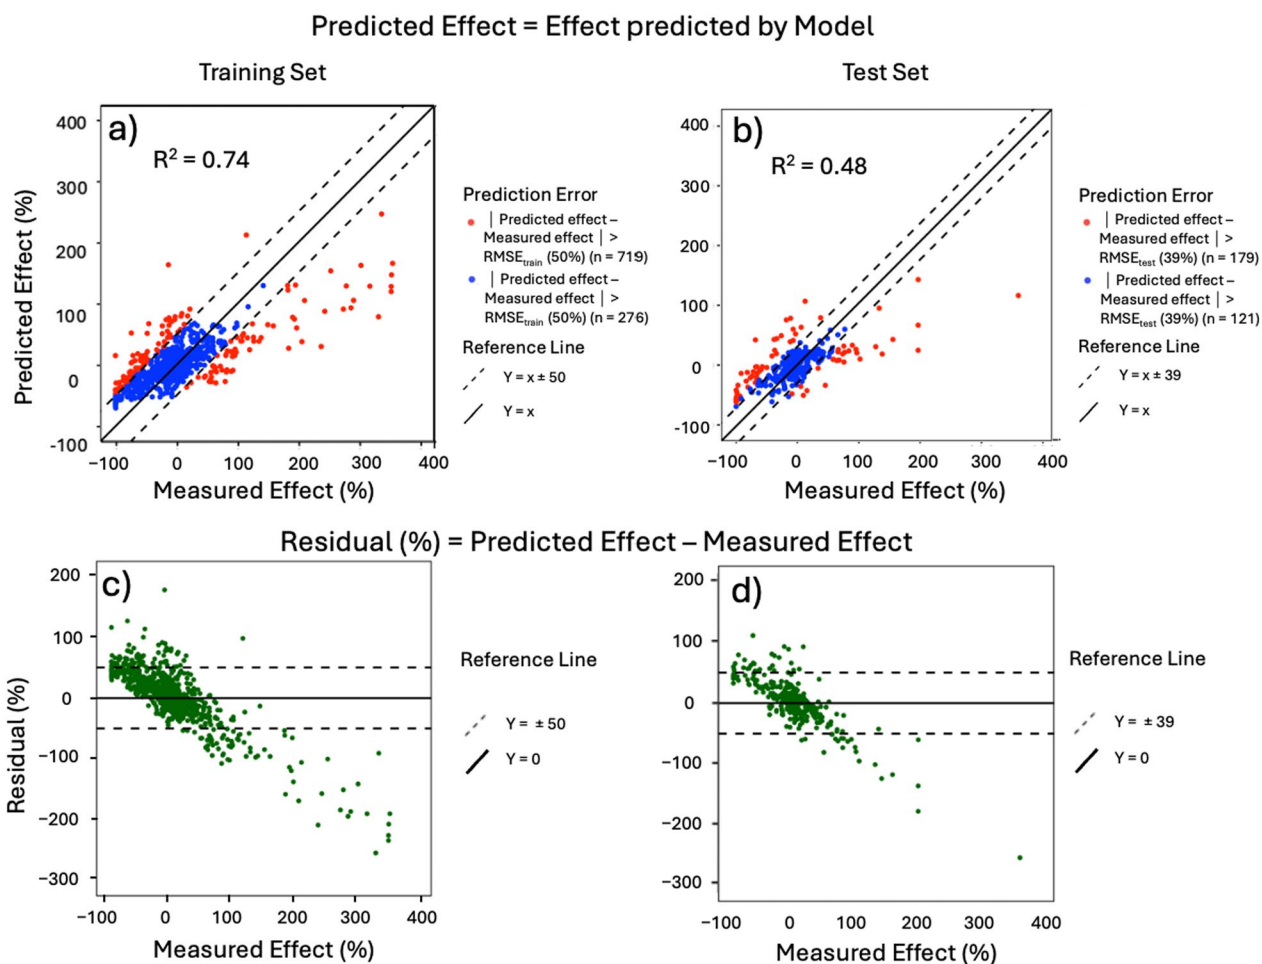 Predicted Effect = Effect predicted by Model
Training Set
Test Set
a)
R² = 0.74
Predicted Effect (%)
400
300
200
100
0
-100
−100 0 100 200 300 400
Measured Effect (%)
Prediction Error
| Predicted effect –
Measured effect | >
RMSEtrain (50%) (n = 719)
| Predicted effect –
Measured effect | >
RMSEtrain (50%) (n = 276)
Reference Line
Y = x ± 50
Y = x
b)
R² = 0.48
400
300
200
100
0
-100
−100 0 100 200 300 400
Measured Effect (%)
Prediction Error
| Predicted effect –
Measured effect | >
RMSEtest (39%) (n = 179)
| Predicted effect –
Measured effect | >
RMSEtest (39%) (n = 121)
Reference Line
Y = x ± 39
Y = x
Residual (%) = Predicted Effect – Measured Effect
c)
Residual (%)
200
100
0
−100
−200
−300
−100 0 100 200 300 400
Measured Effect (%)
Reference Line
Y = ± 50
Y = 0
d)
200
100
0
−100
−200
−300
−100 0 100 200 300 400
Measured Effect (%)
Reference Line
Y = ± 39
Y = 0